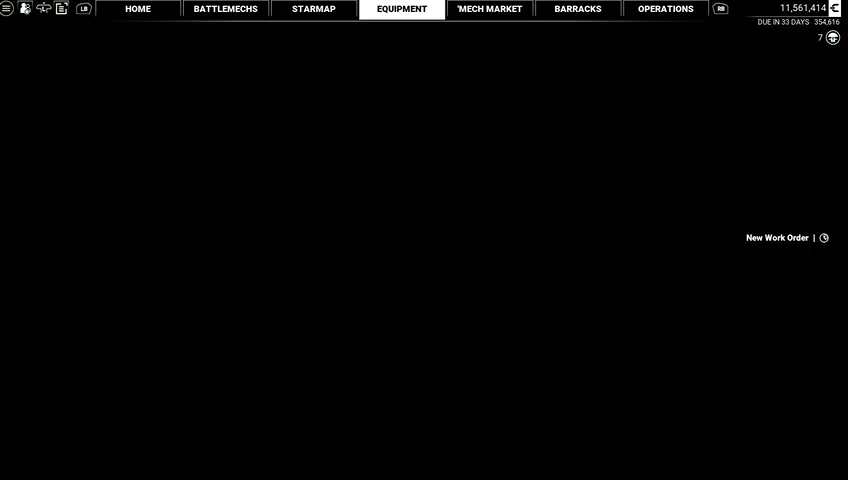 LB HOME BATTLEMECHS STARMAP EQUIPMENT 'MECH MARKET BARRACKS OPERATIONS RB 11,561,414
DUE IN 33 DAYS 354,616
7
New Work Order |